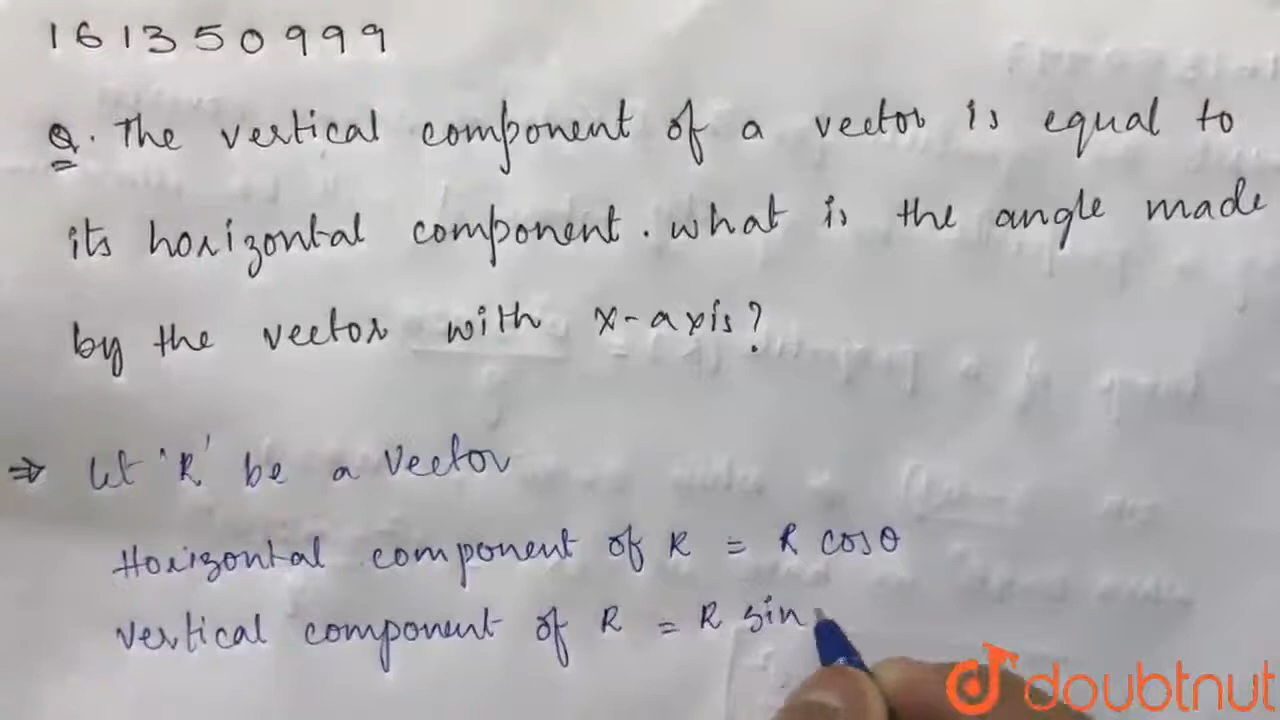 161350999
Q. The vertical component of a vector is equal to
its horizontal component. what is the angle made
by the vector with x-axis?
⇒ let 'R' be a vector
Horizontal component of R = R cosθ
vertical component of R = R sin
doubtnut